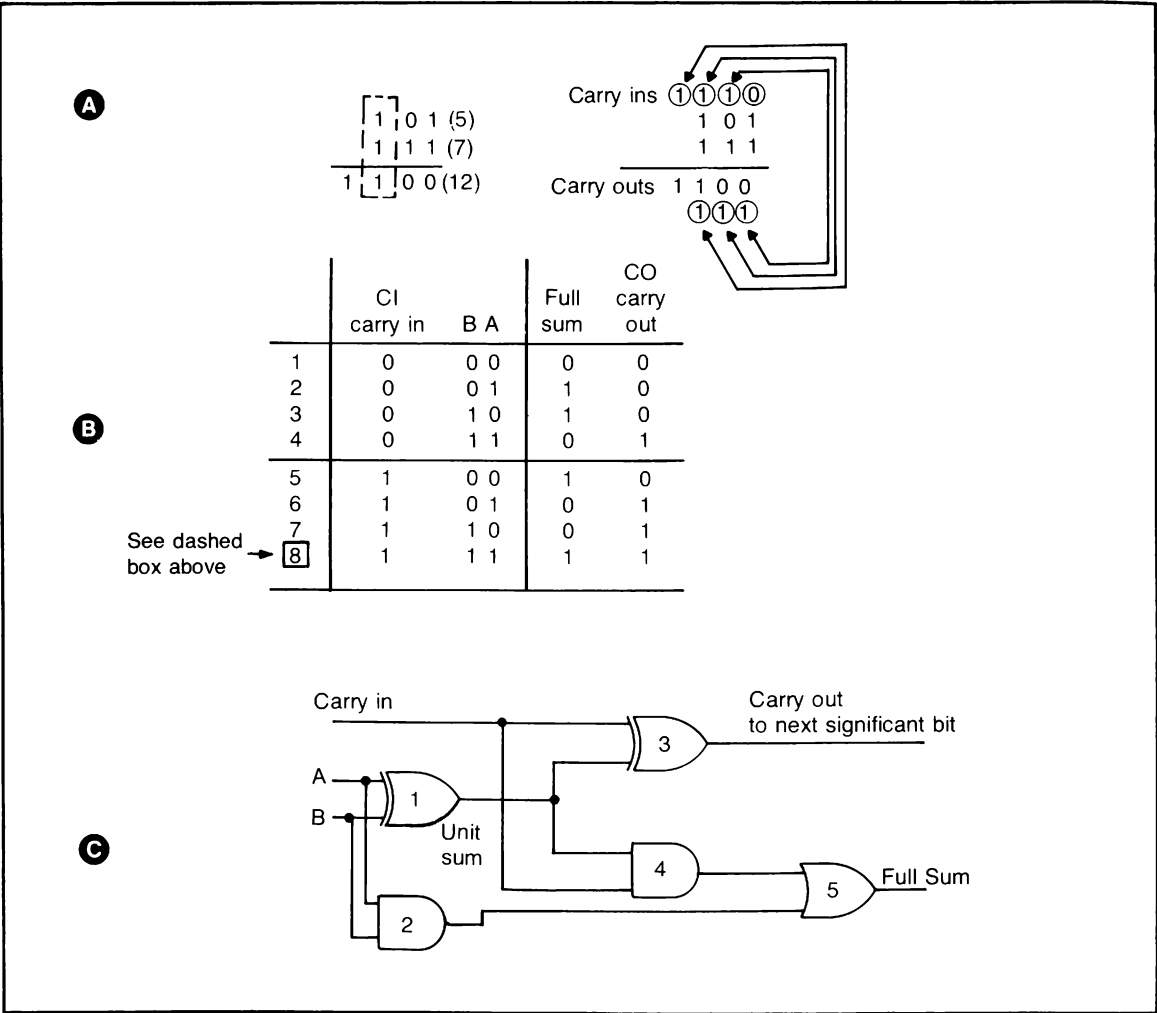 A
1 0 1 (5)
1 1 1 (7)
1 1 0 0 (12)
Carry ins 1 1 1 0
1 0 1
1 1 1
Carry outs 1 1 0 0
1 1 1
B
CI carry in B A Full sum CO carry out
1 0 0 0 0 0
2 0 0 1 1 0
3 0 1 0 1 0
4 0 1 1 0 1
5 1 0 0 1 0
6 1 0 1 0 1
7 1 1 0 0 1
See dashed box above
8 1 1 1 1 1
C
Carry in
Carry out
to next significant bit
3
A
1
B
Unit
sum
4
5
Full Sum
2